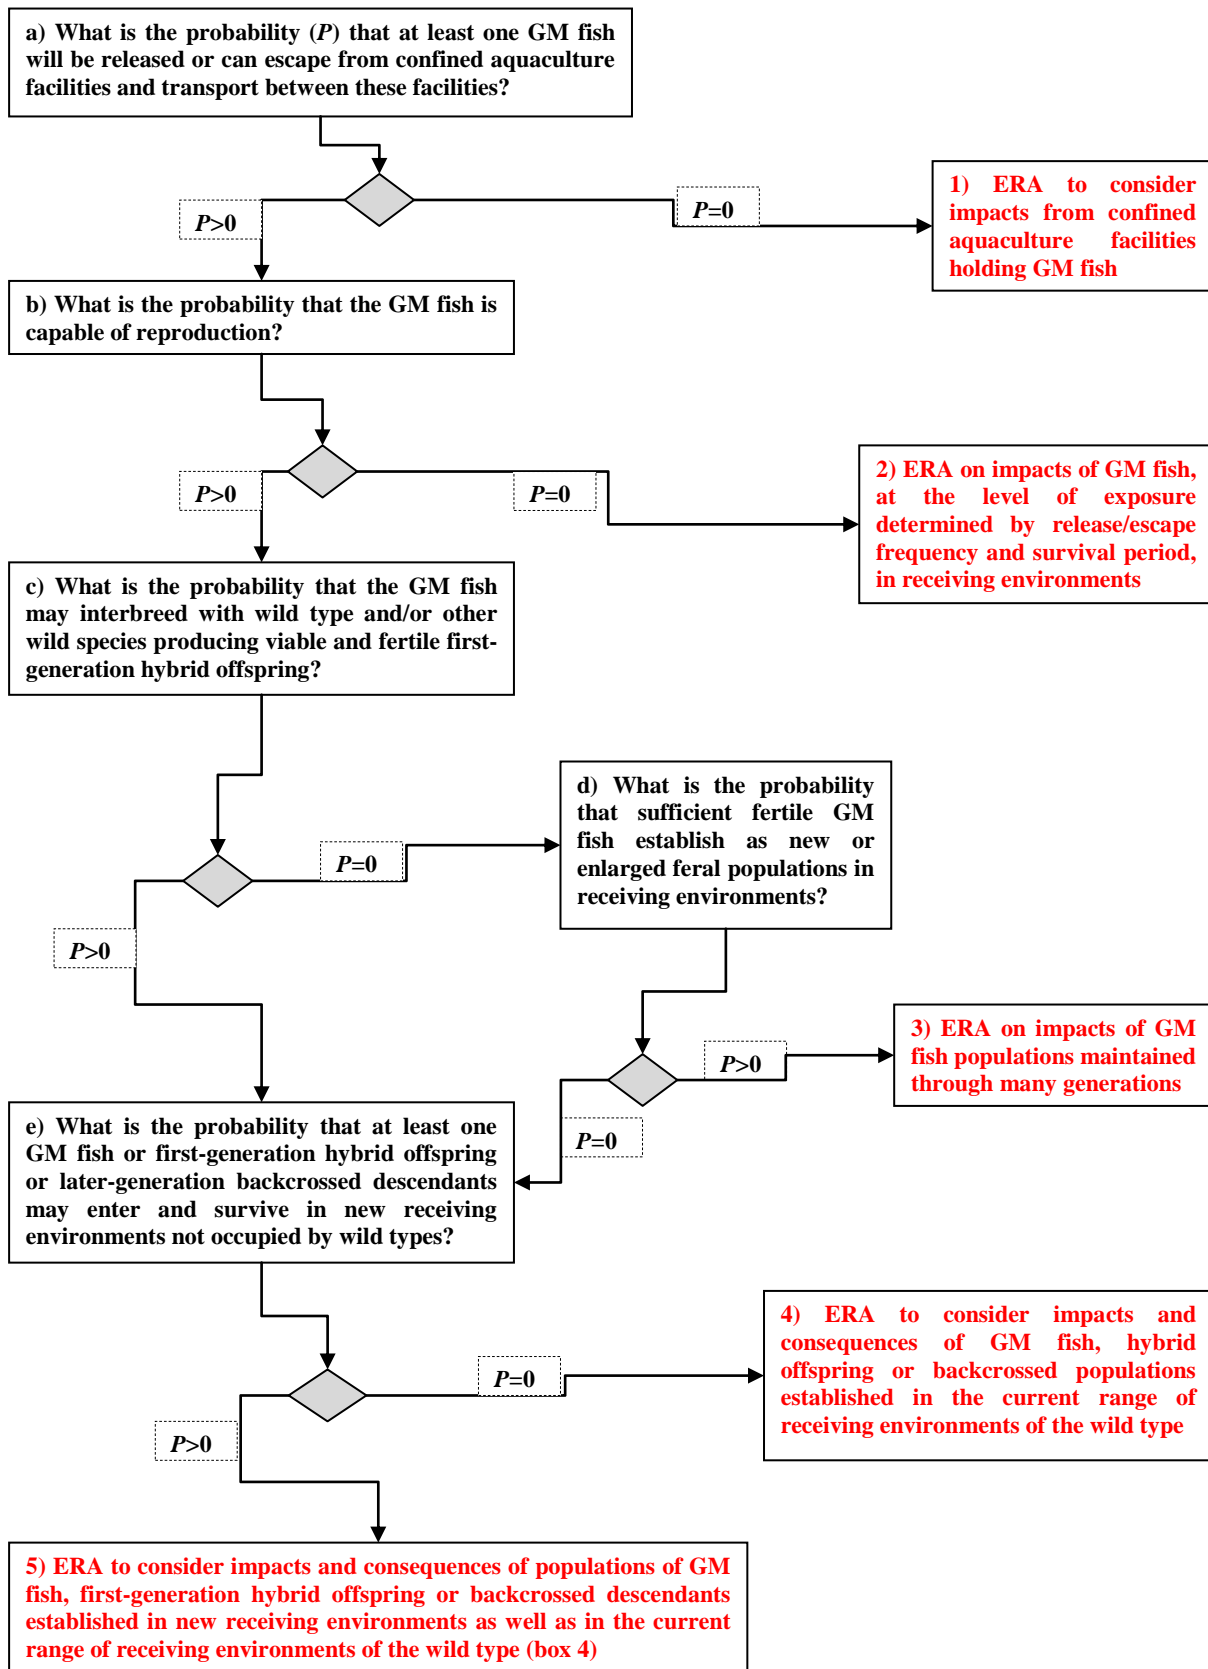 a) What is the probability (P) that at least one GM fish
will be released or can escape from confined aquaculture
facilities and transport between these facilities?
P>0
P=0
1) ERA to consider
impacts from confined
aquaculture facilities
holding GM fish
b) What is the probability that the GM fish is
capable of reproduction?
P>0
P=0
2) ERA on impacts of GM fish,
at the level of exposure
determined by release/escape
frequency and survival period,
in receiving environments
c) What is the probability that the GM fish
may interbreed with wild type and/or other
wild species producing viable and fertile first-
generation hybrid offspring?
P=0
P>0
d) What is the probability
that sufficient fertile GM
fish establish as new or
enlarged feral populations in
receiving environments?
P>0
P=0
3) ERA on impacts of GM
fish populations maintained
through many generations
e) What is the probability that at least one
GM fish or first-generation hybrid offspring
or later-generation backcrossed descendants
may enter and survive in new receiving
environments not occupied by wild types?
P=0
P>0
4) ERA to consider impacts and
consequences of GM fish, hybrid
offspring or backcrossed populations
established in the current range of
receiving environments of the wild type
5) ERA to consider impacts and consequences of populations of GM
fish, first-generation hybrid offspring or backcrossed descendants
established in new receiving environments as well as in the current
range of receiving environments of the wild type (box 4)